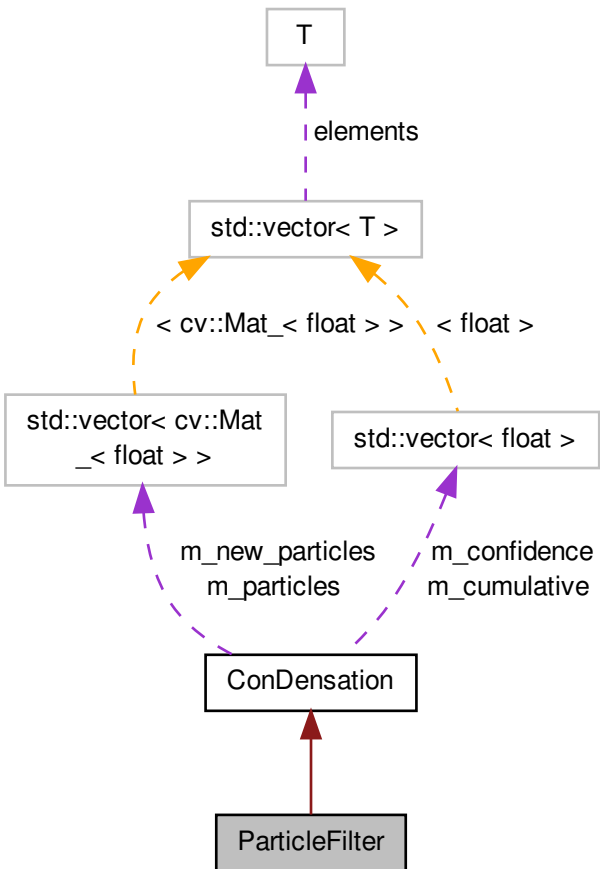 T
elements
std::vector< T >
< cv::Mat_< float > >
< float >
std::vector< cv::Mat
_< float > >
std::vector< float >
m_new_particles
m_particles
m_confidence
m_cumulative
ConDensation
ParticleFilter